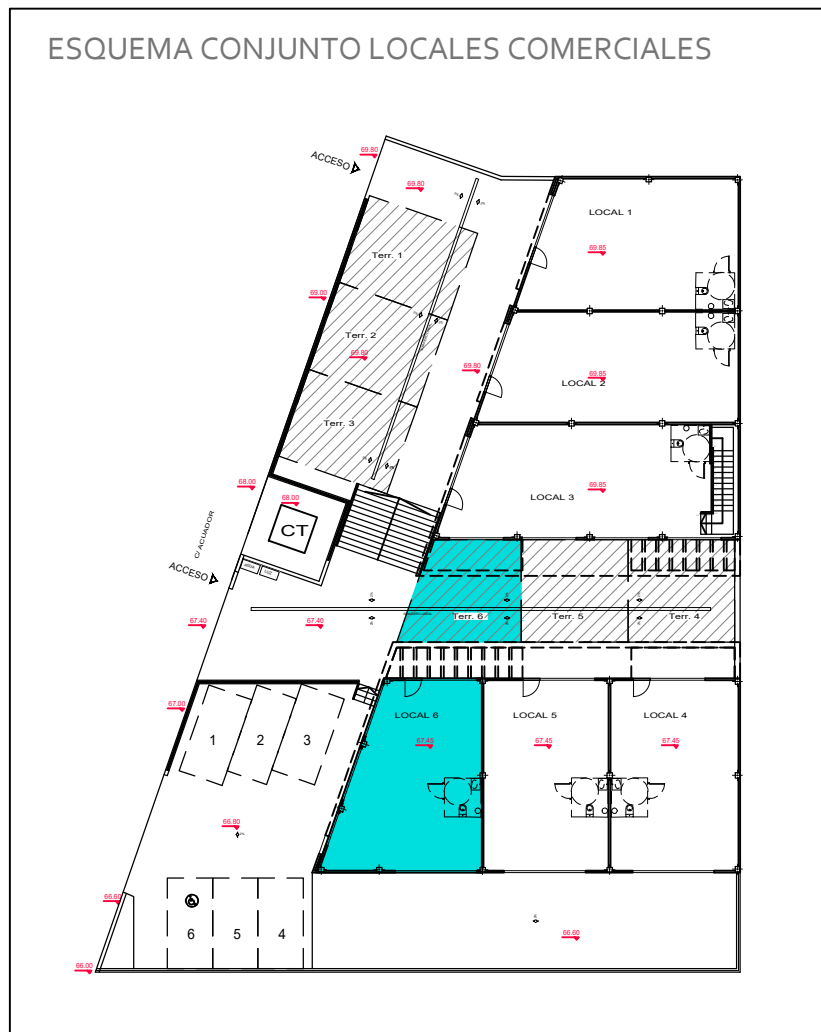 ESQUEMA CONJUNTO LOCALES COMERCIALES
69.80
ACCESO
69.80
LOCAL 1
69.85
Terr. 1
69.00
Terr. 2
69.80
69.80
LOCAL 2
69.85
Terr. 3
68.00
68.00
LOCAL 3
69.85
CT
C/ ACUADOR
ACCESO
67.40
67.40
Terr. 6
Terr. 5
Terr. 4
67.00
1
2
3
LOCAL 6
67.45
LOCAL 5
67.45
LOCAL 4
67.45
66.80
66.60
6
5
4
66.60
66.00